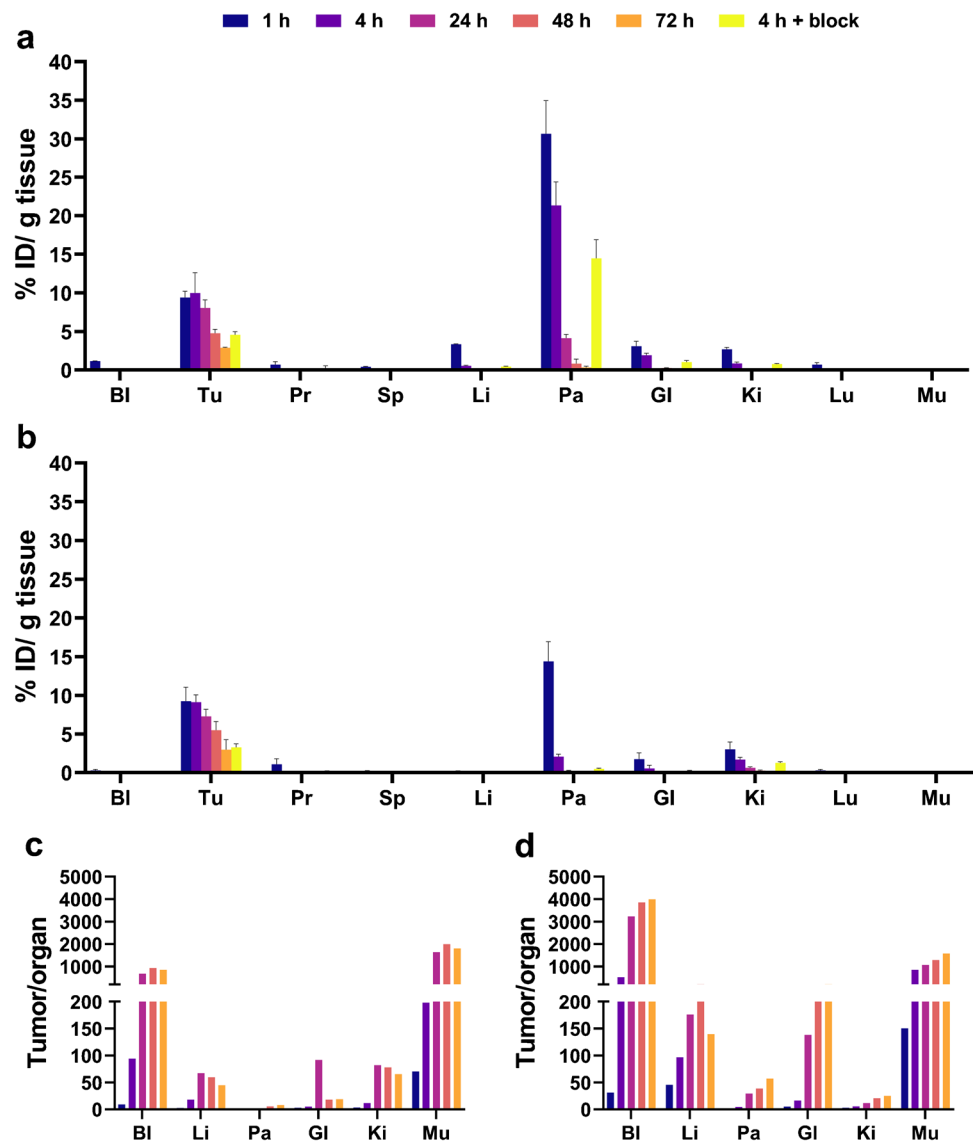 1 h 4 h 24 h 48 h 72 h 4 h + block
a
% ID/ g tissue
40
35
30
25
20
15
10
5
0
Bl Tu Pr Sp Li Pa Gl Ki Lu Mu
b
% ID/ g tissue
40
35
30
25
20
15
10
5
0
Bl Tu Pr Sp Li Pa Gl Ki Lu Mu
c
Tumor/organ
5000
4000
3000
2000
1000
200
150
100
50
0
Bl Li Pa Gl Ki Mu
d
Tumor/organ
5000
4000
3000
2000
1000
200
150
100
50
0
Bl Li Pa Gl Ki Mu